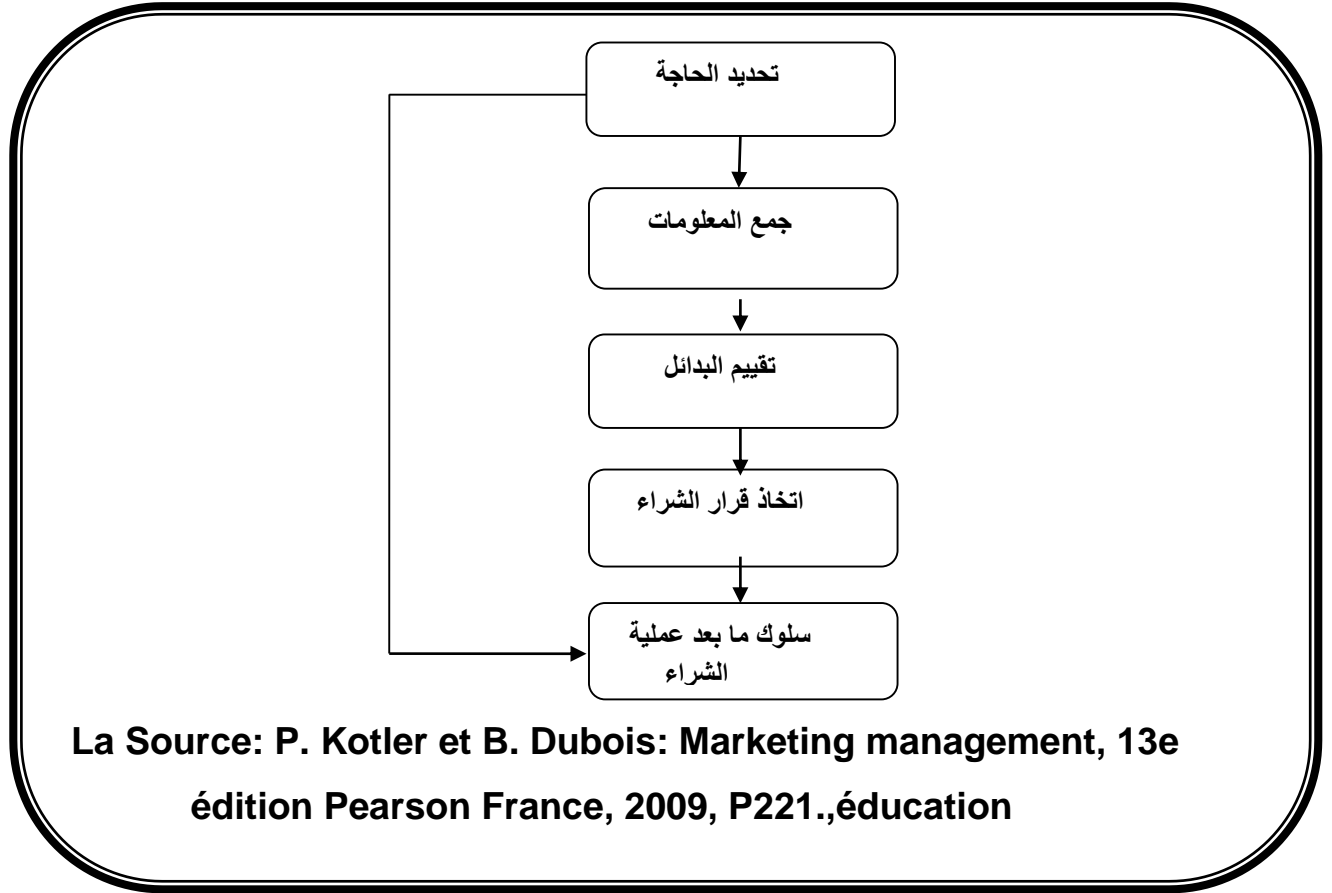 تحديد الحاجة
جمع المعلومات
تقييم البدائل
اتخاذ قرار الشراء
سلوك ما بعد عملية
الشراء
La Source: P. Kotler et B. Dubois: Marketing management, 13e
édition Pearson France, 2009, P221.,éducation